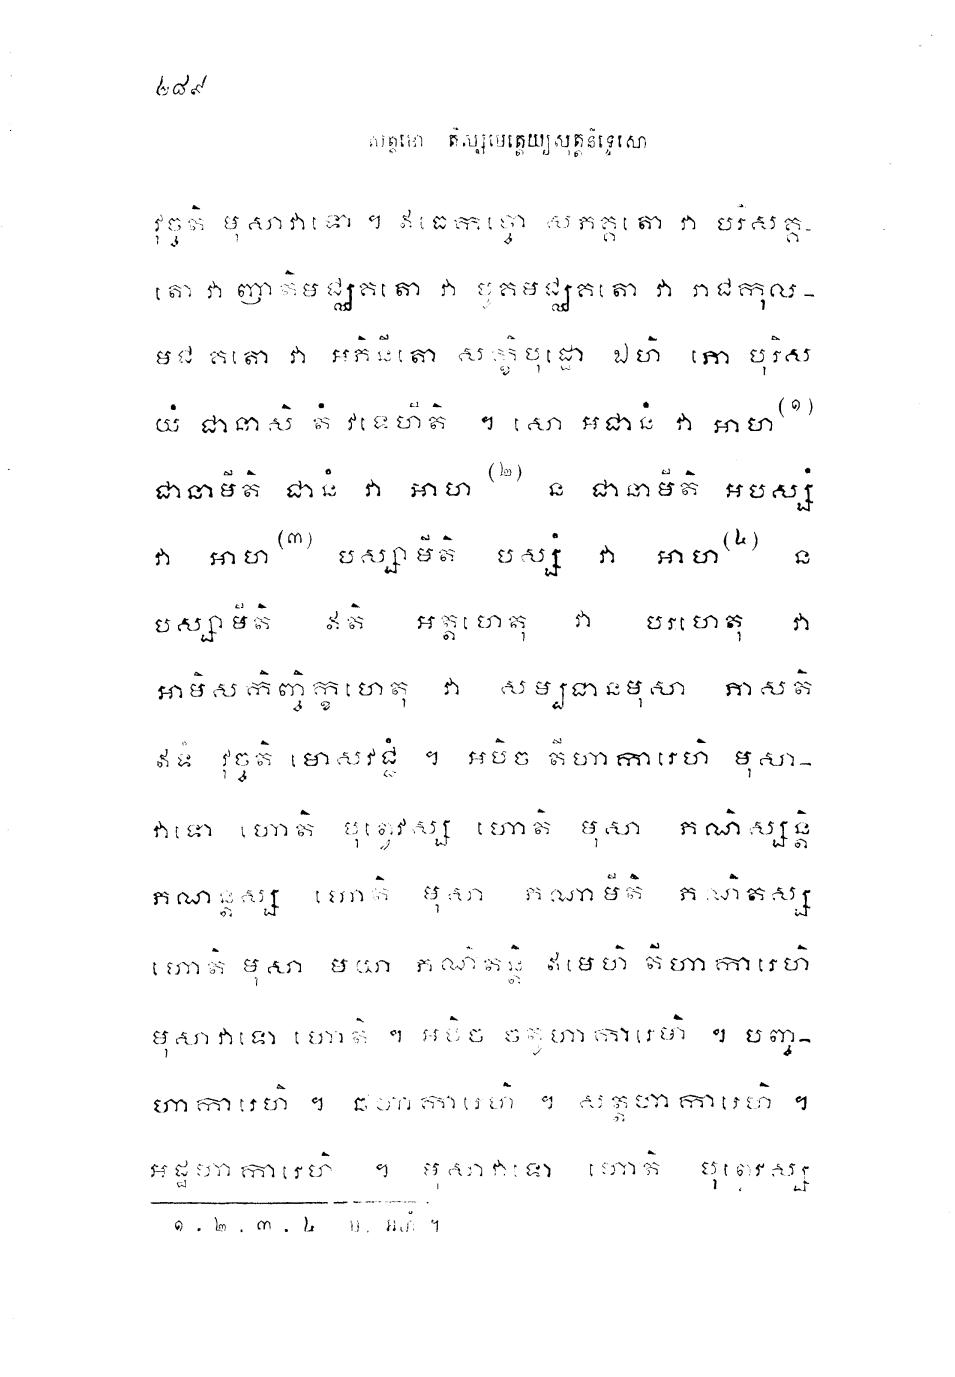 ២៨៩
សត្តមោ តិស្សមេត្តេយ្យសុត្តនិទ្ទេសោ
វុច្ចតិ មុសាវាទោ ។ ឥធេកច្ចោ សភគ្គតោ វា បរិសគ្គ-
តោ វា ញាតិមជ្ឈគតោ វា បូគមជ្ឈគតោ វា រាជកុល-
មជ្ឈគតោ វា អភិនីតោ សក្ខិបុដ្ឋោ ឯហិ ភោ បុរិស
យំ ជានាសិ តំ វទេហីតិ ។ សោ អជានំ វា អាហ(១)
ជានាមីតិ ជានំ វា អាហ (២) ន ជានាមីតិ អបស្សំ
វា អាហ(៣) បស្សាមីតិ បស្សំ វា អាហ(៤) ន
បស្សាមីតិ ឥតិ អត្តហេតុ វា បរហេតុ វា
អាមិសកិញ្ចិក្ខហេតុ វា សម្បជានមុសា ភាសតិ
ឥទំ វុច្ចតិ មោសវជ្ជំ ។ អបិច តីហាការេហិ មុសា-
វាទោ ហោតិ បុព្វេវស្ស ហោតិ មុសា ភណិស្សន្តិ
ភណន្តស្ស ហោតិ មុសា ភណាមីតិ ភណិតស្ស
ហោតិ មុសា មយា ភណិតន្តិ ឥមេហិ តីហាការេហិ
មុសាវាទោ ហោតិ ។ អបិច ចតូហាការេហិ ។ បញ្ច-
ហាការេហិ ។ ឆហាការេហិ ។ សត្តហាការេហិ ។
អដ្ឋហាការេហិ ។ មុសាវាទោ ហោតិ បុព្វេវស្ស
១ . ២ . ៣ . ៤ ម. អហំ ។